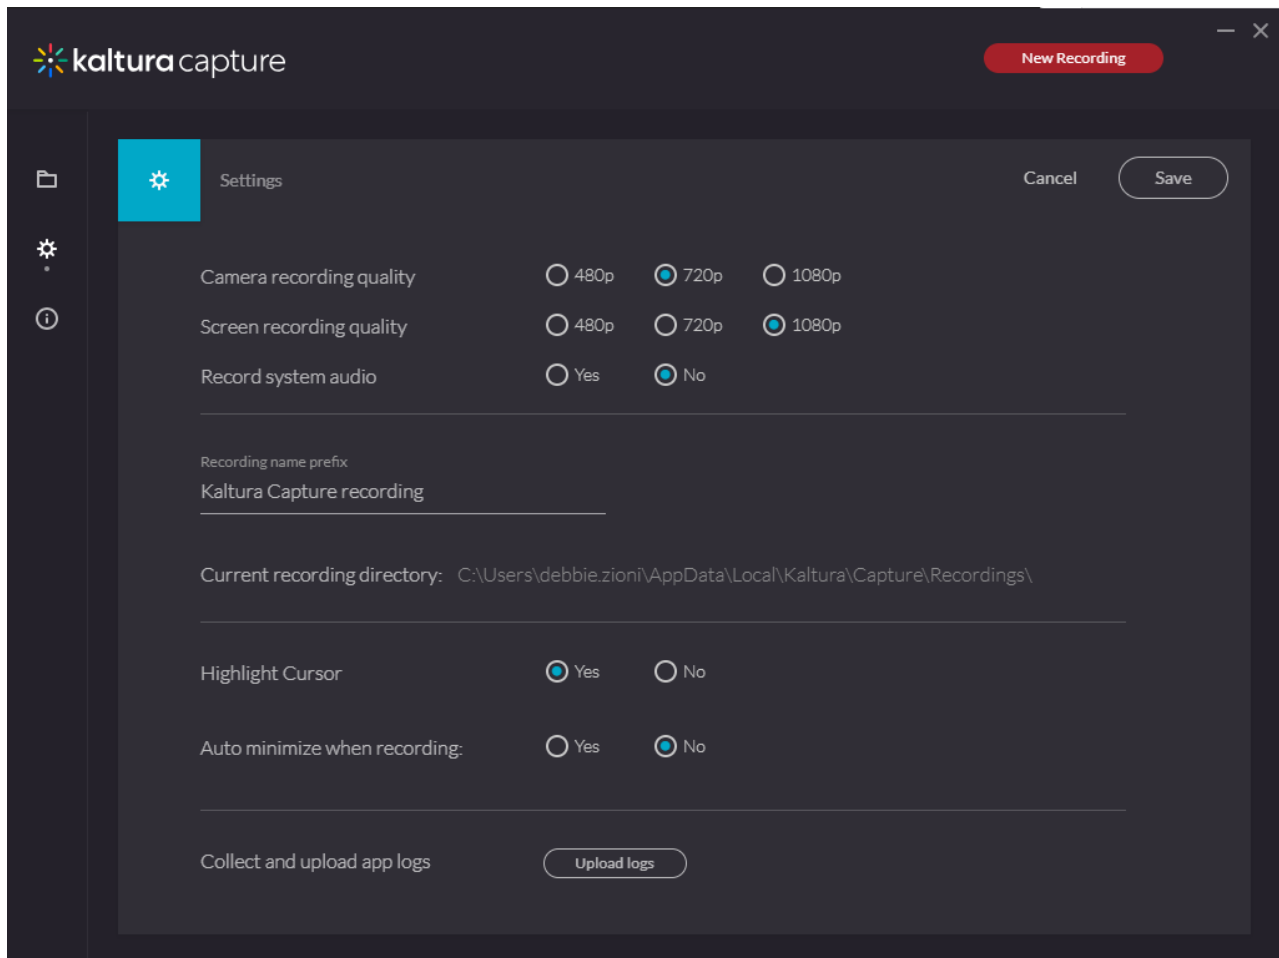 kaltura capture
New Recording
Settings
Cancel
Save
Camera recording quality
480p
720p
1080p
Screen recording quality
480p
720p
1080p
Record system audio
Yes
No
Recording name prefix
Kaltura Capture recording
Current recording directory: C:\Users\debbie.zioni\AppData\Local\Kaltura\Capture\Recordings\
Highlight Cursor
Yes
No
Auto minimize when recording:
Yes
No
Collect and upload app logs
Upload logs